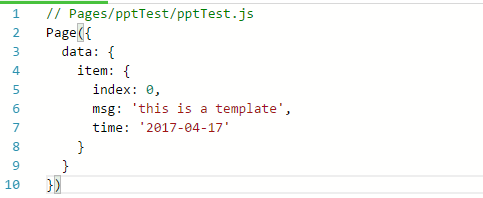 1 // Pages/pptTest/pptTest.js
2 Page({
3   data: {
4     item: {
5       index: 0,
6       msg: 'this is a template',
7       time: '2017-04-17'
8     }
9   }
10 })